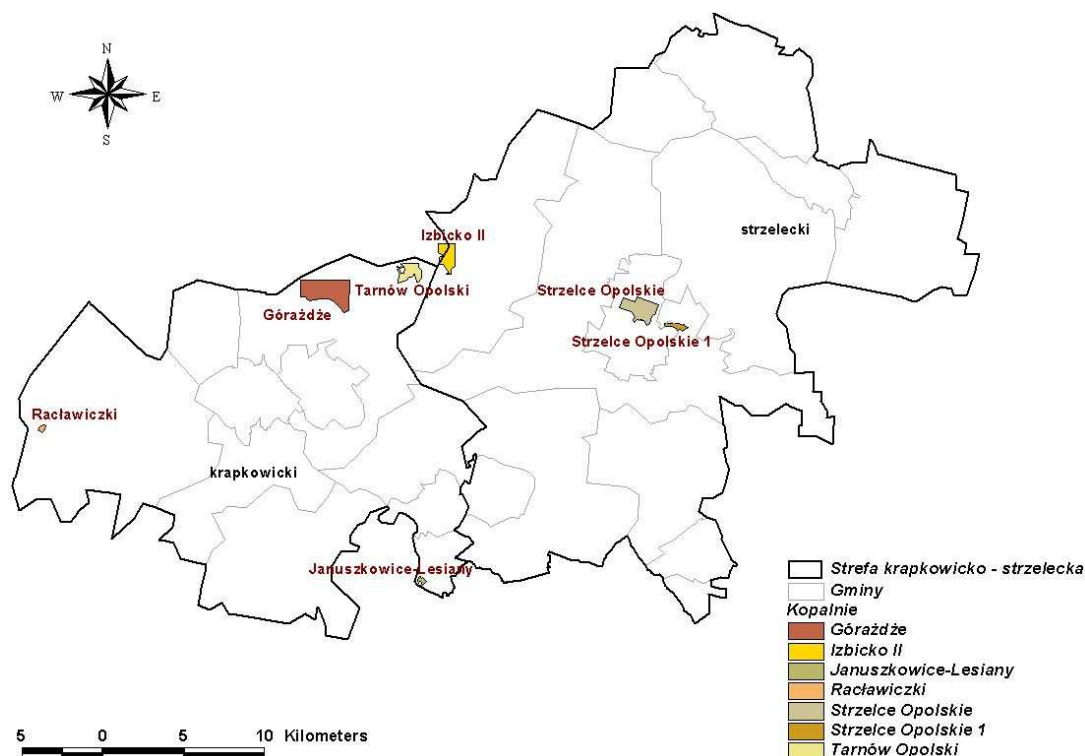 N
W E
S
Izbicko II
strzelecki
Tarnów Opolski
Strzelce Opolskie
Górażdże
Strzelce Opolskie 1
Racławiczki
krapkowicki
Januszkowice-Lesiany
Strefa krapkowicko - strzelecka
Gminy
Kopalnie
Górażdże
Izbicko II
Januszkowice-Lesiany
Racławiczki
Strzelce Opolskie
Strzelce Opolskie 1
Tarnów Opolski
5 0 5 10 Kilometers